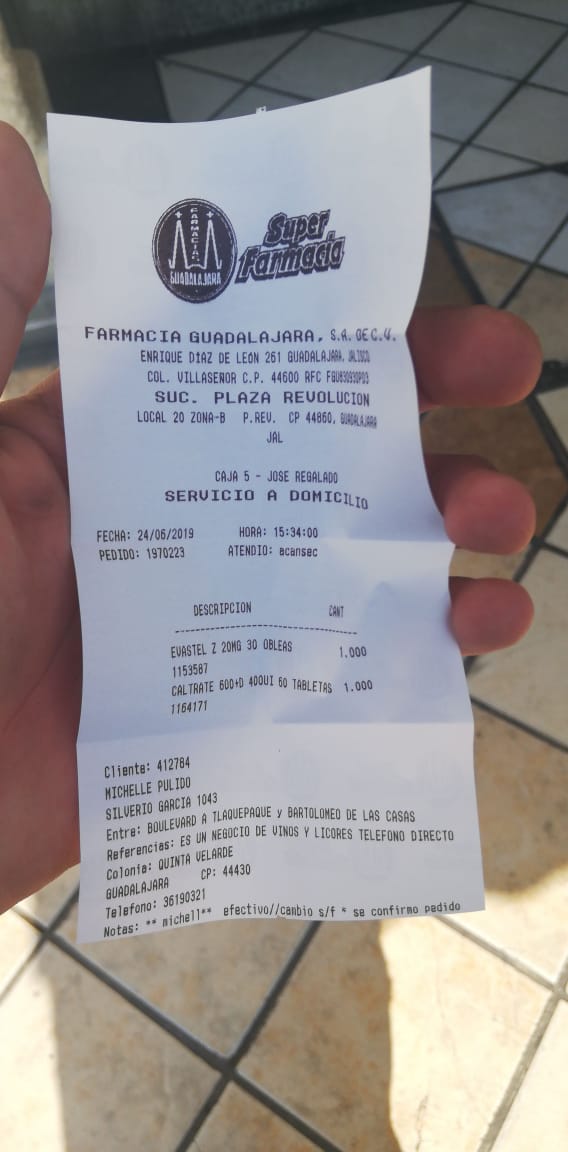 FARMACIAS
GUADALAJARA
Super
Farmacia
FARMACIA GUADALAJARA, S.A. DE C.V.
ENRIQUE DÍAZ DE LEÓN 261 GUADALAJARA, JALISCO
COL. VILLASEÑOR C.P. 44600 RFC FGU830930PD3
SUC. PLAZA REVOLUCION
LOCAL 20 ZONA-B P.REV. CP 44860, GUADALAJARA
JAL
CAJA 5 - JOSE REGALADO
SERVICIO A DOMICILIO
FECHA: 24/06/2019 HORA: 15:34:00
PEDIDO: 1970223 ATENDIO: acansec
DESCRIPCION CANT
-----------------------------------
EVASTEL Z 20MG 30 OBLEAS 1.000
1153587
CALTRATE 600+D 400UI 60 TABLETAS 1.000
1164171
Cliente: 412784
MICHELLE PULIDO
SILVERIO GARCIA 1043
Entre: BOULEVARD A TLAQUEPAQUE y BARTOLOMEO DE LAS CASAS
Referencias: ES UN NEGOCIO DE VINOS Y LICORES TELEFONO DIRECTO
Colonia: QUINTA VELARDE
GUADALAJARA CP: 44430
Telefono: 36190321
Notas: ** michell** efectivo//cambio s/f * se confirmo pedido